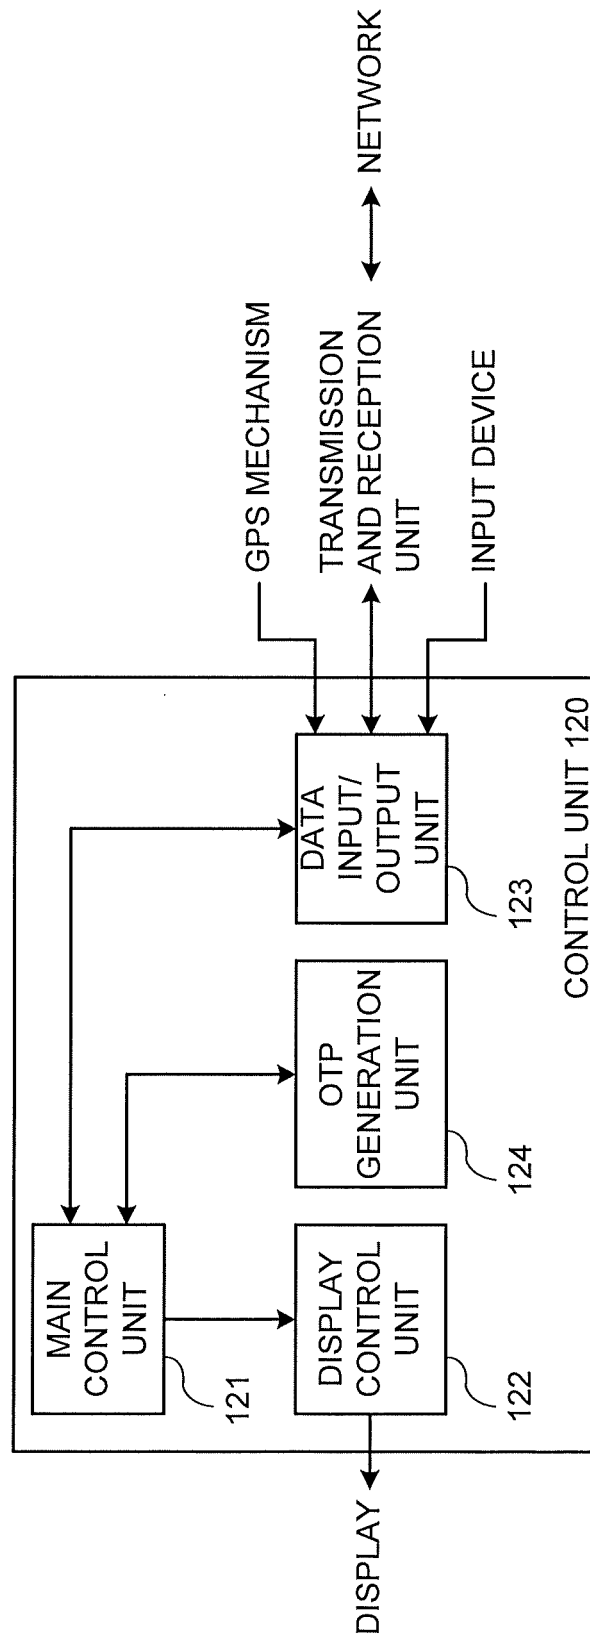 MAIN
CONTROL
UNIT
121
DISPLAY
CONTROL
UNIT
122
DISPLAY
OTP
GENERATION
UNIT
124
DATA
INPUT/
OUTPUT
UNIT
123
CONTROL UNIT 120
GPS MECHANISM
TRANSMISSION
AND RECEPTION
UNIT
NETWORK
INPUT DEVICE